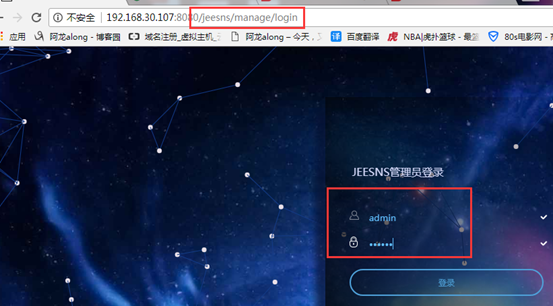 不安全 | 192.168.30.107:8080/jeesns/manage/login
应用 阿龙along - 博客园 域名注册_虚拟主机_ 阿龙along – 今天, 译 百度翻译 虎 NBA|虎扑篮球 - 最 80s电影网 -
JEESNS管理员登录
admin
••••••
登录